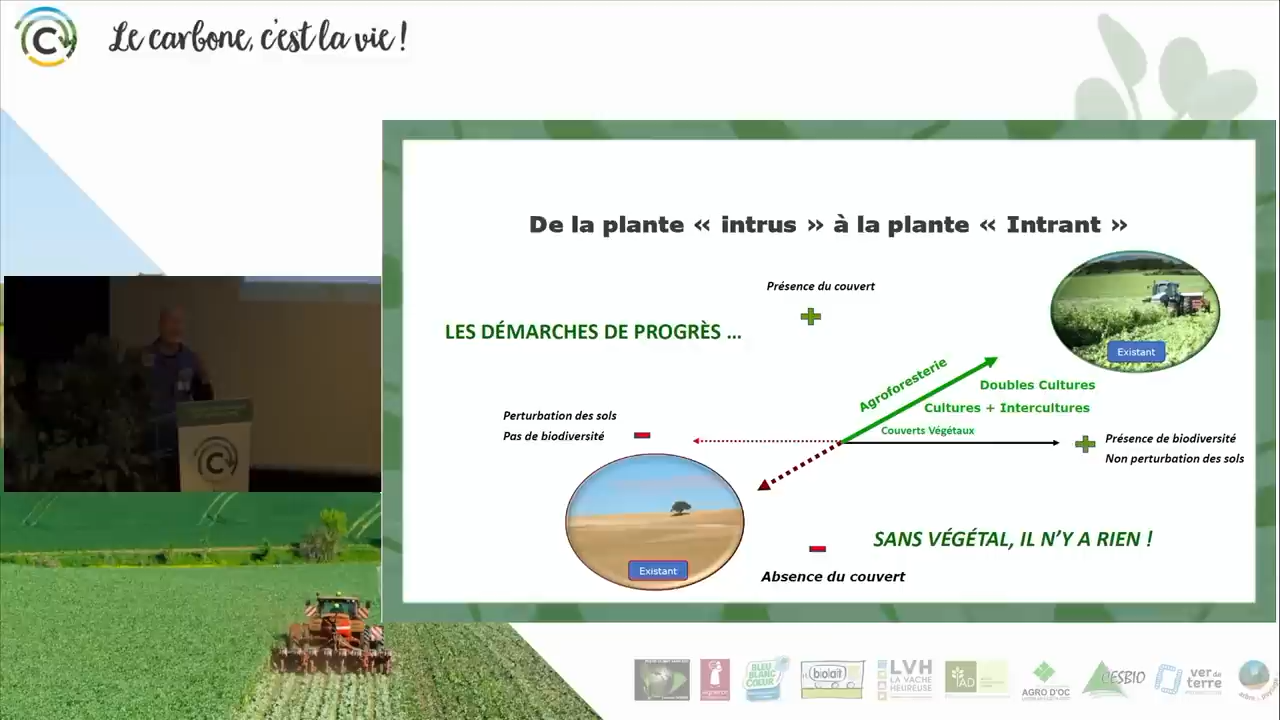 Le carbone, c'est la vie !
De la plante « intrus » à la plante « Intrant »
Présence du couvert
LES DÉMARCHES DE PROGRÈS ...
Existant
Agroforesterie
Doubles Cultures
Cultures + Intercultures
Couverts Végétaux
Perturbation des sols
Pas de biodiversité
Présence de biodiversité
Non perturbation des sols
Existant
SANS VÉGÉTAL, IL N'Y A RIEN !
Absence du couvert
BLEU
BLANC
CŒUR
biolait
LVH
LA VACHE
HEUREUSE
IAD
AGRO D'OC
CESBIO
ver de
terre